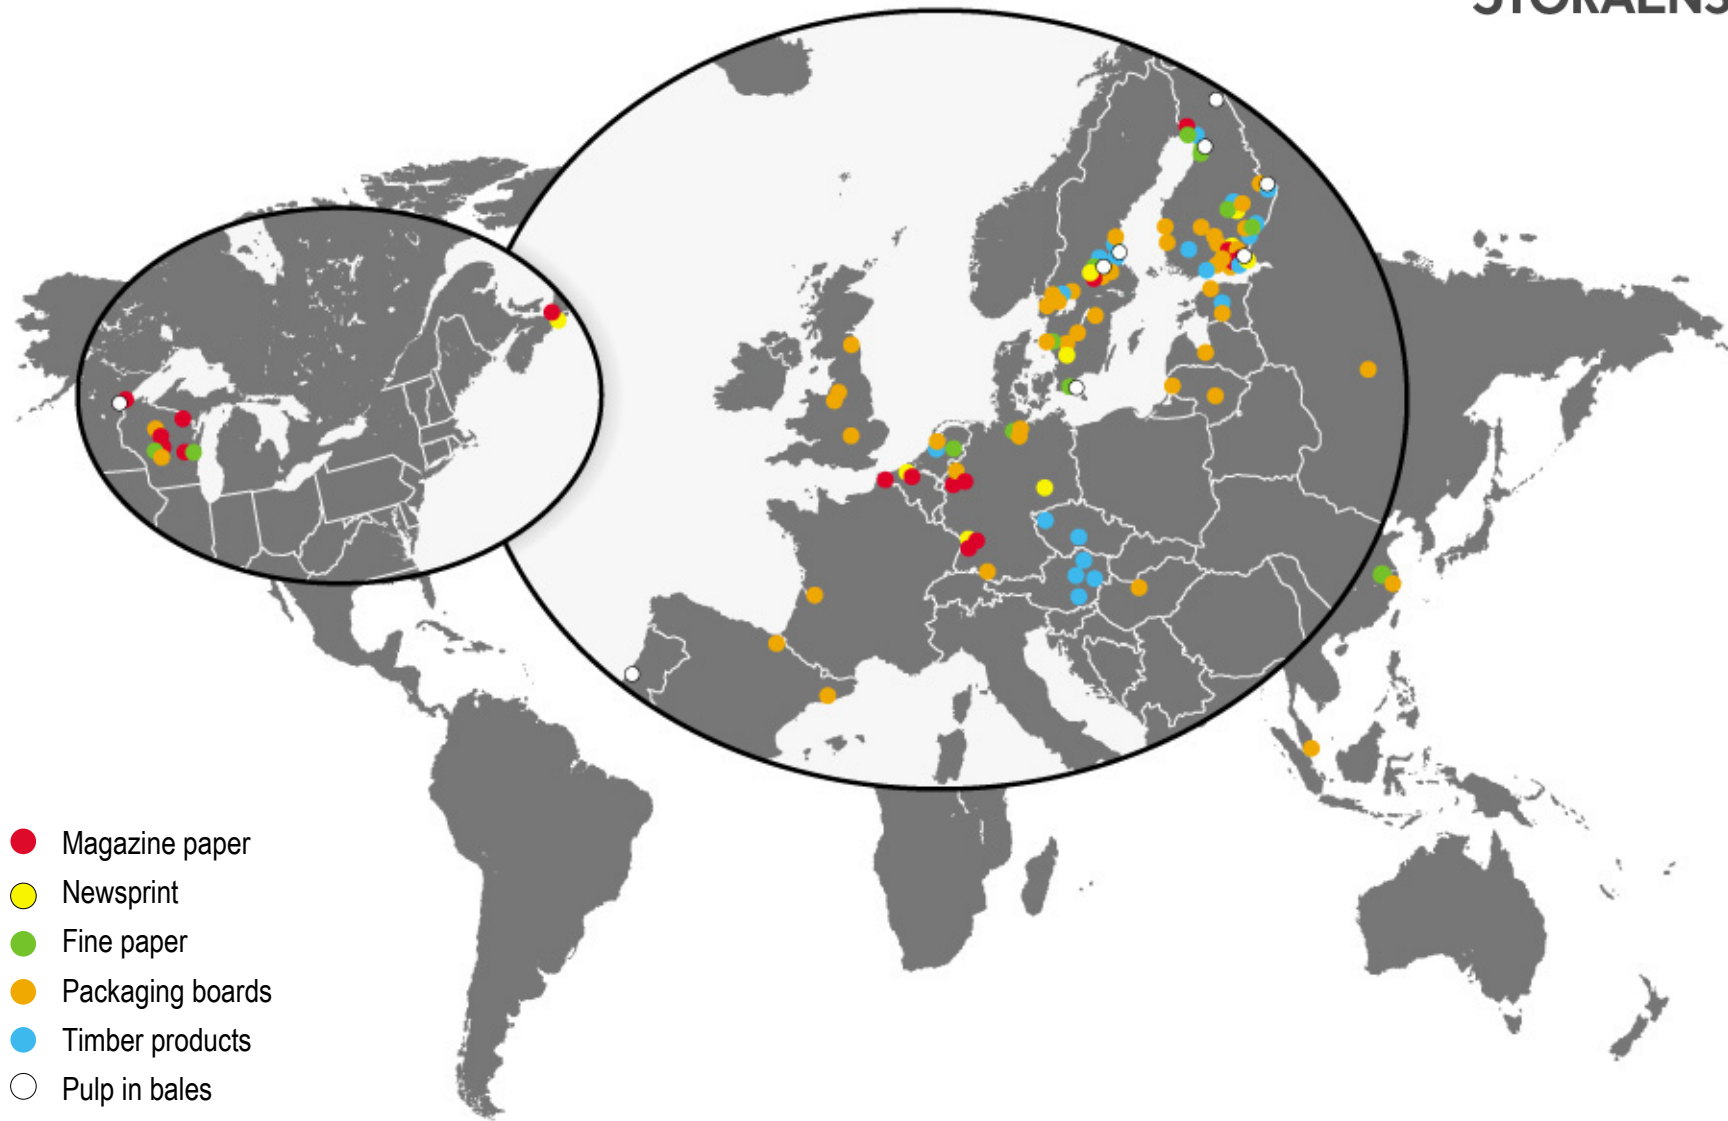 Magazine paper
Newsprint
Fine paper
Packaging boards
Timber products
Pulp in bales